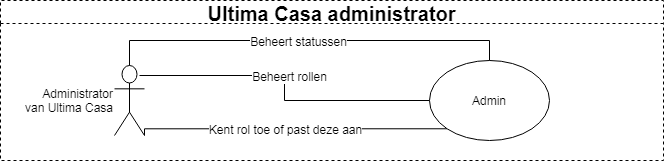 Ultima Casa administrator
Beheert statussen
Beheert rollen
Administrator
van Ultima Casa
Admin
Kent rol toe of past deze aan